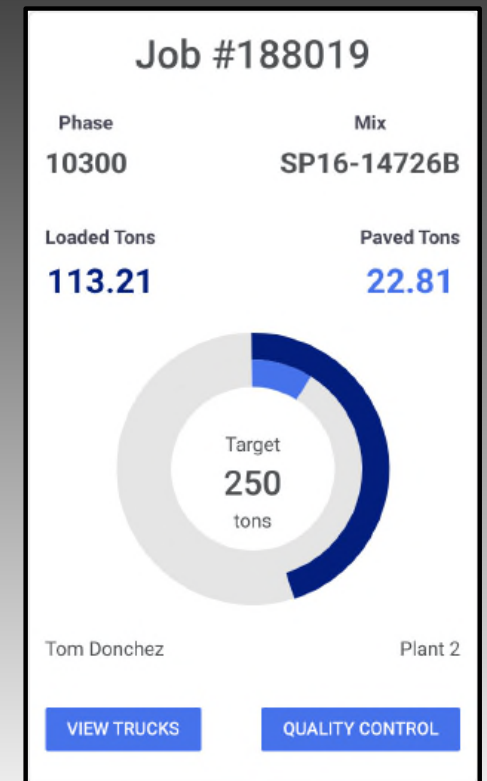 Job #188019
Phase Mix
10300 SP16-14726B
Loaded Tons Paved Tons
113.21 22.81
Target
250
tons
Tom Donchez Plant 2
VIEW TRUCKS QUALITY CONTROL